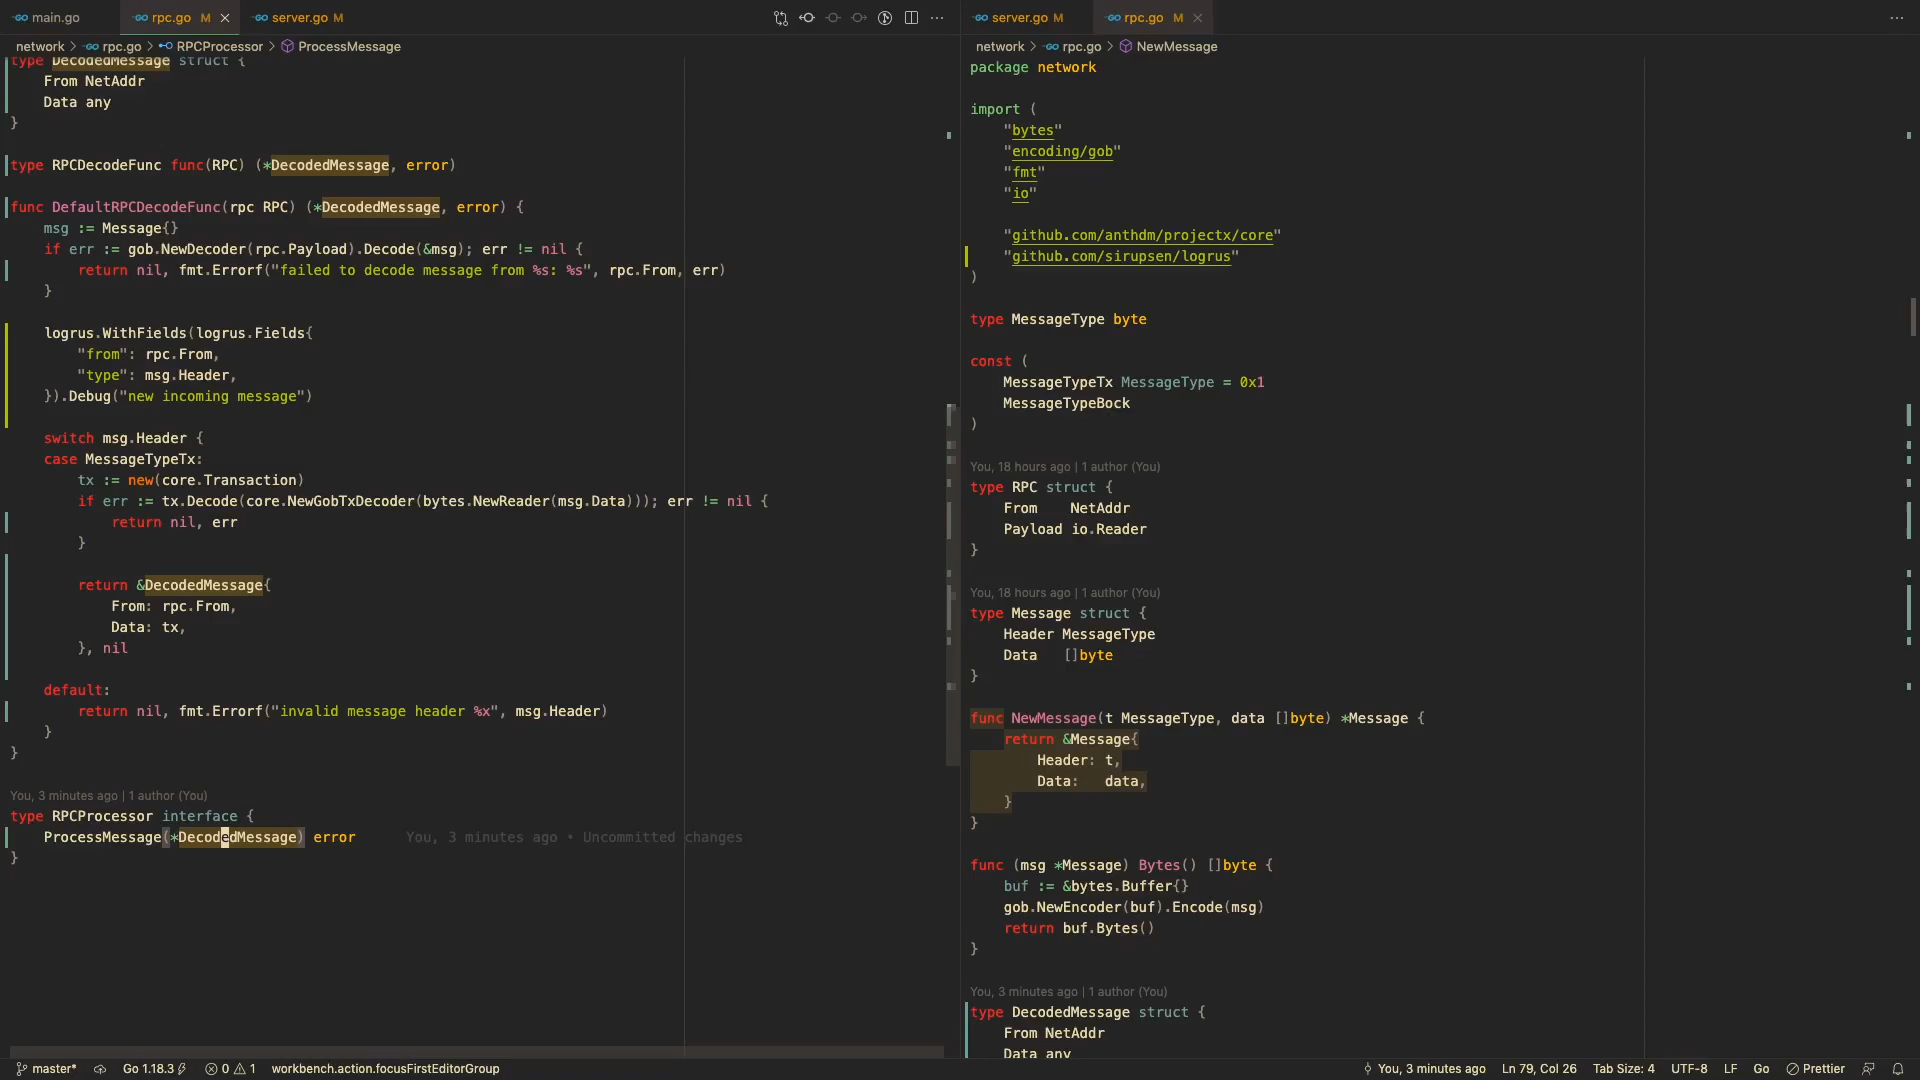 main.go
rpc.go M
server.go M
server.go M
rpc.go M
network > rpc.go > RPCProcessor > ProcessMessage
type DecodedMessage struct {
From NetAddr
Data any
}
type RPCDecodeFunc func(RPC) (*DecodedMessage, error)
func DefaultRPCDecodeFunc(rpc RPC) (*DecodedMessage, error) {
msg := Message{}
if err := gob.NewDecoder(rpc.Payload).Decode(&msg); err != nil {
return nil, fmt.Errorf("failed to decode message from %s: %s", rpc.From, err)
}
logrus.WithFields(logrus.Fields{
"from": rpc.From,
"type": msg.Header,
}).Debug("new incoming message")
switch msg.Header {
case MessageTypeTx:
tx := new(core.Transaction)
if err := tx.Decode(core.NewGobTxDecoder(bytes.NewReader(msg.Data))); err != nil {
return nil, err
}
return &DecodedMessage{
From: rpc.From,
Data: tx,
}, nil
default:
return nil, fmt.Errorf("invalid message header %x", msg.Header)
}
}
You, 3 minutes ago | 1 author (You)
type RPCProcessor interface {
ProcessMessage(*DecodedMessage) error You, 3 minutes ago • Uncommitted changes
}
network > rpc.go > NewMessage
package network
import (
"bytes"
"encoding/gob"
"fmt"
"io"
"github.com/anthdm/projectx/core"
"github.com/sirupsen/logrus"
)
type MessageType byte
const (
MessageTypeTx MessageType = 0x1
MessageTypeBock
)
You, 18 hours ago | 1 author (You)
type RPC struct {
From NetAddr
Payload io.Reader
}
You, 18 hours ago | 1 author (You)
type Message struct {
Header MessageType
Data []byte
}
func NewMessage(t MessageType, data []byte) *Message {
return &Message{
Header: t,
Data: data,
}
}
func (msg *Message) Bytes() []byte {
buf := &bytes.Buffer{}
gob.NewEncoder(buf).Encode(msg)
return buf.Bytes()
}
You, 3 minutes ago | 1 author (You)
type DecodedMessage struct {
From NetAddr
Data any
master* Go 1.18.3 0 1 workbench.action.focusFirstEditorGroup You, 3 minutes ago Ln 79, Col 26 Tab Size: 4 UTF-8 LF Go Prettier